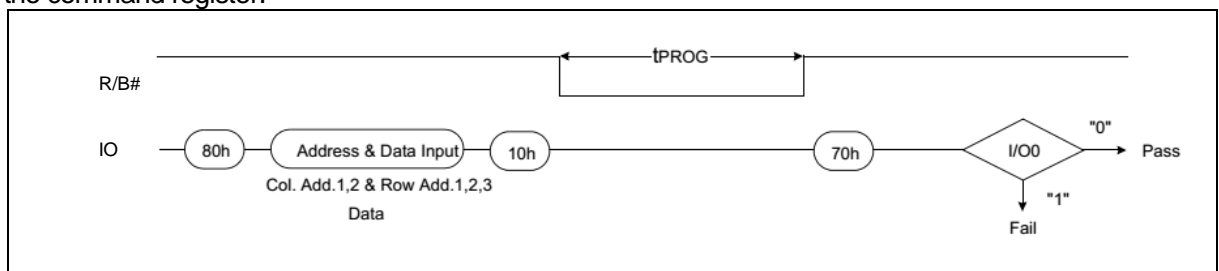 the command register.
tPROG
R/B#
IO
80h
Address & Data Input
10h
70h
I/O0
"0"
Pass
Col. Add.1,2 & Row Add.1,2,3
Data
"1"
Fail